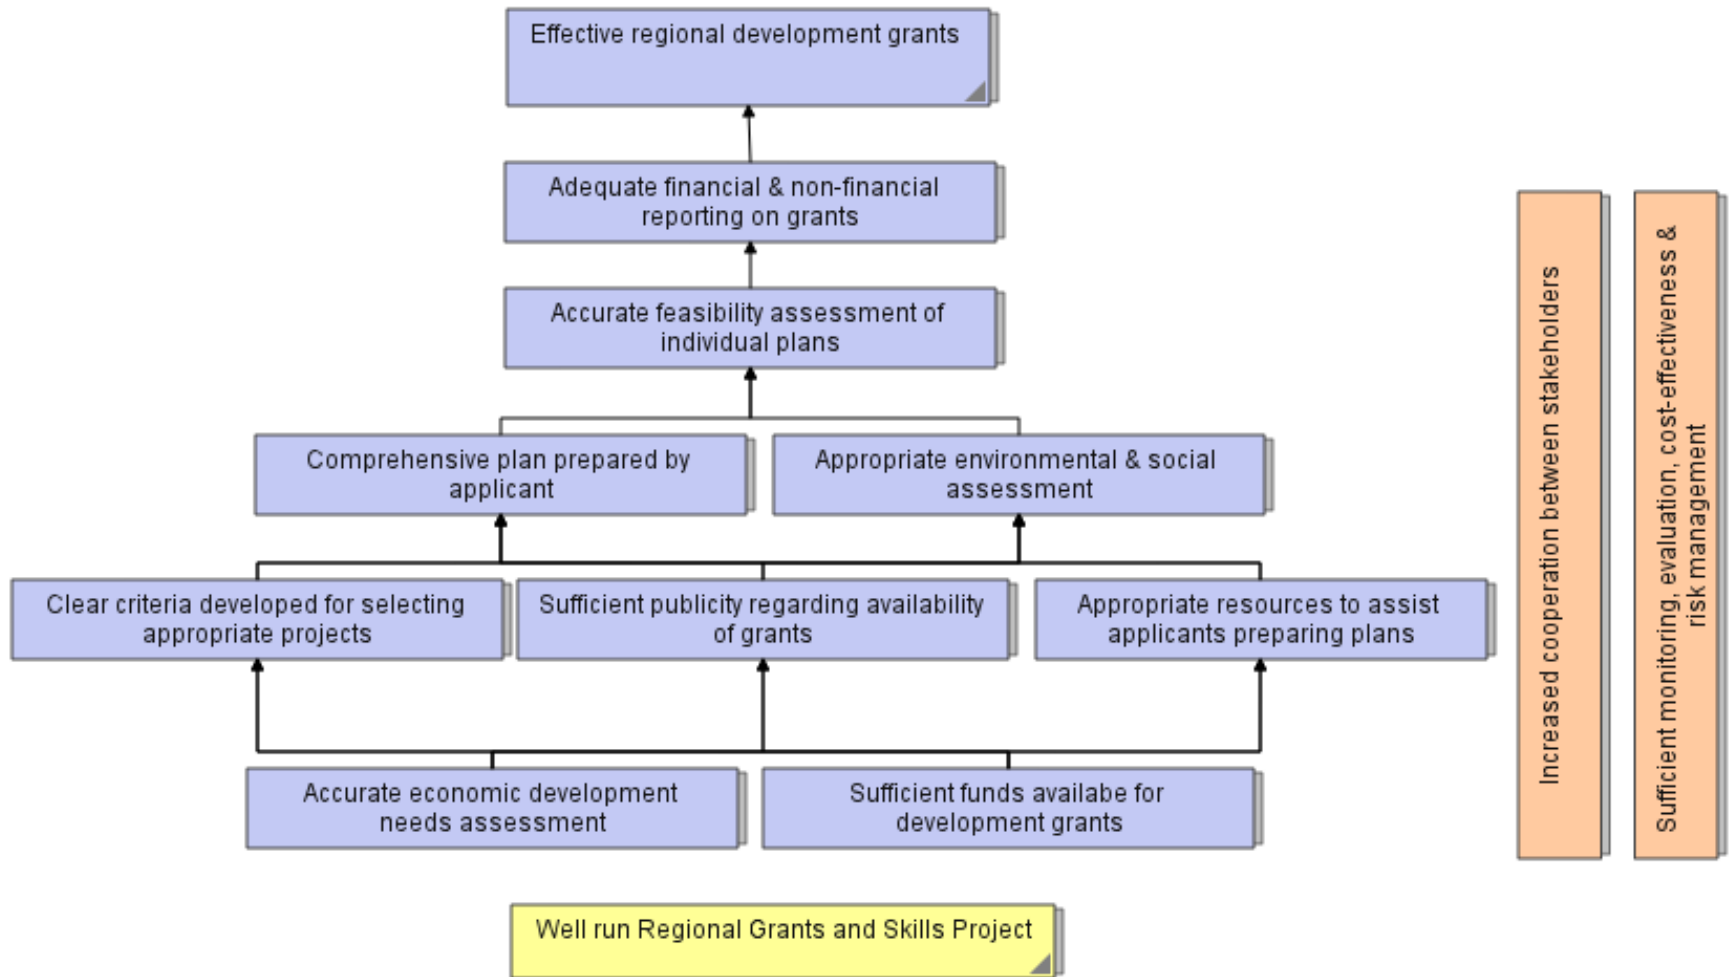 Effective regional development grants
Adequate financial & non-financial
reporting on grants
Accurate feasibility assessment of
individual plans
Comprehensive plan prepared by
applicant
Appropriate environmental & social
assessment
Clear criteria developed for selecting
appropriate projects
Sufficient publicity regarding availability
of grants
Appropriate resources to assist
applicants preparing plans
Accurate economic development
needs assessment
Sufficient funds availabe for
development grants
Well run Regional Grants and Skills Project
Increased cooperation between stakeholders
Sufficient monitoring, evaluation, cost-effectiveness &
risk management